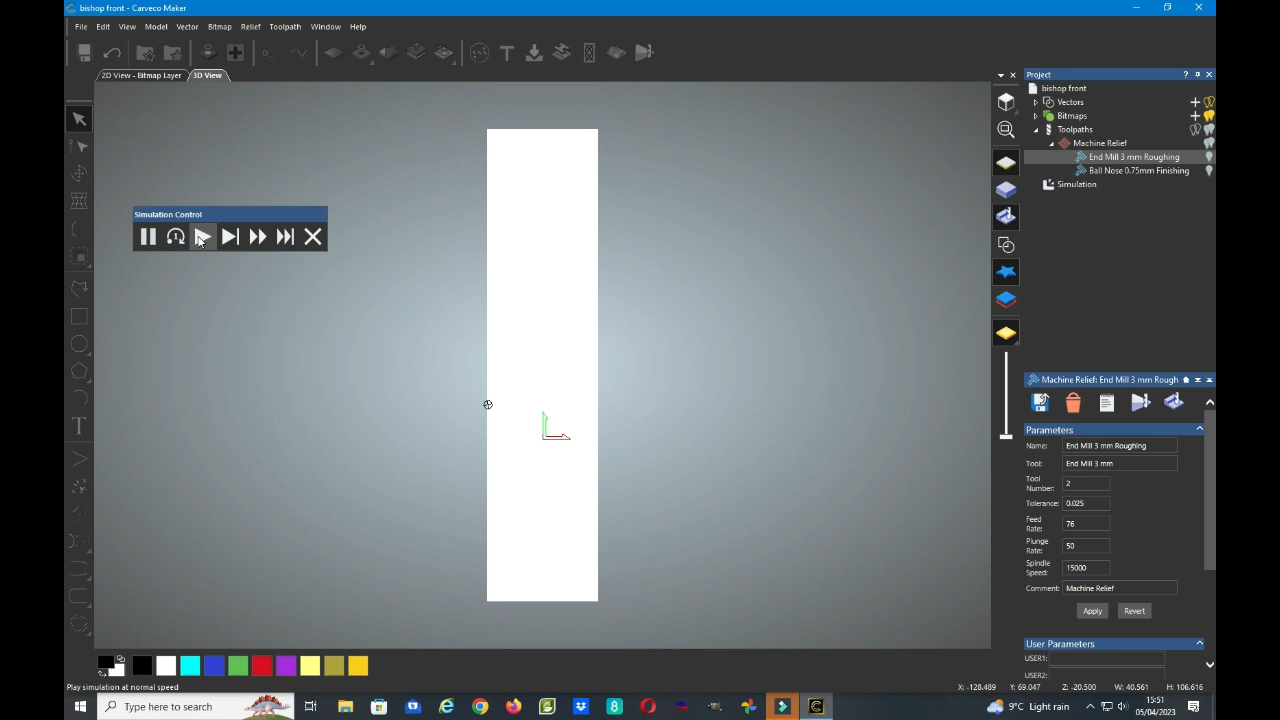 bishop front - Carveco Maker
File Edit View Model Vector Bitmap Relief Toolpath Window Help
2D View - Bitmap Layer 3D View
Project
bishop front
Vectors
Bitmaps
Toolpaths
Machine Relief
End Mill 3 mm Roughing
Ball Nose 0.75mm Finishing
Simulation
Simulation Control
1
Machine Relief: End Mill 3 mm Rough
Parameters
Name: End Mill 3 mm Roughing
Tool: End Mill 3 mm
Tool Number: 2
Tolerance: 0.025
Feed Rate: 76
Plunge Rate: 50
Spindle Speed: 15000
Comment: Machine Relief
Apply Revert
User Parameters
USER1:
USER2:
Play simulation at normal speed
X: -128.489 Y: 69.047 Z: -20.500 W: 40.561 H: 106.616
Type here to search
9°C Light rain
15:51
05/04/2023